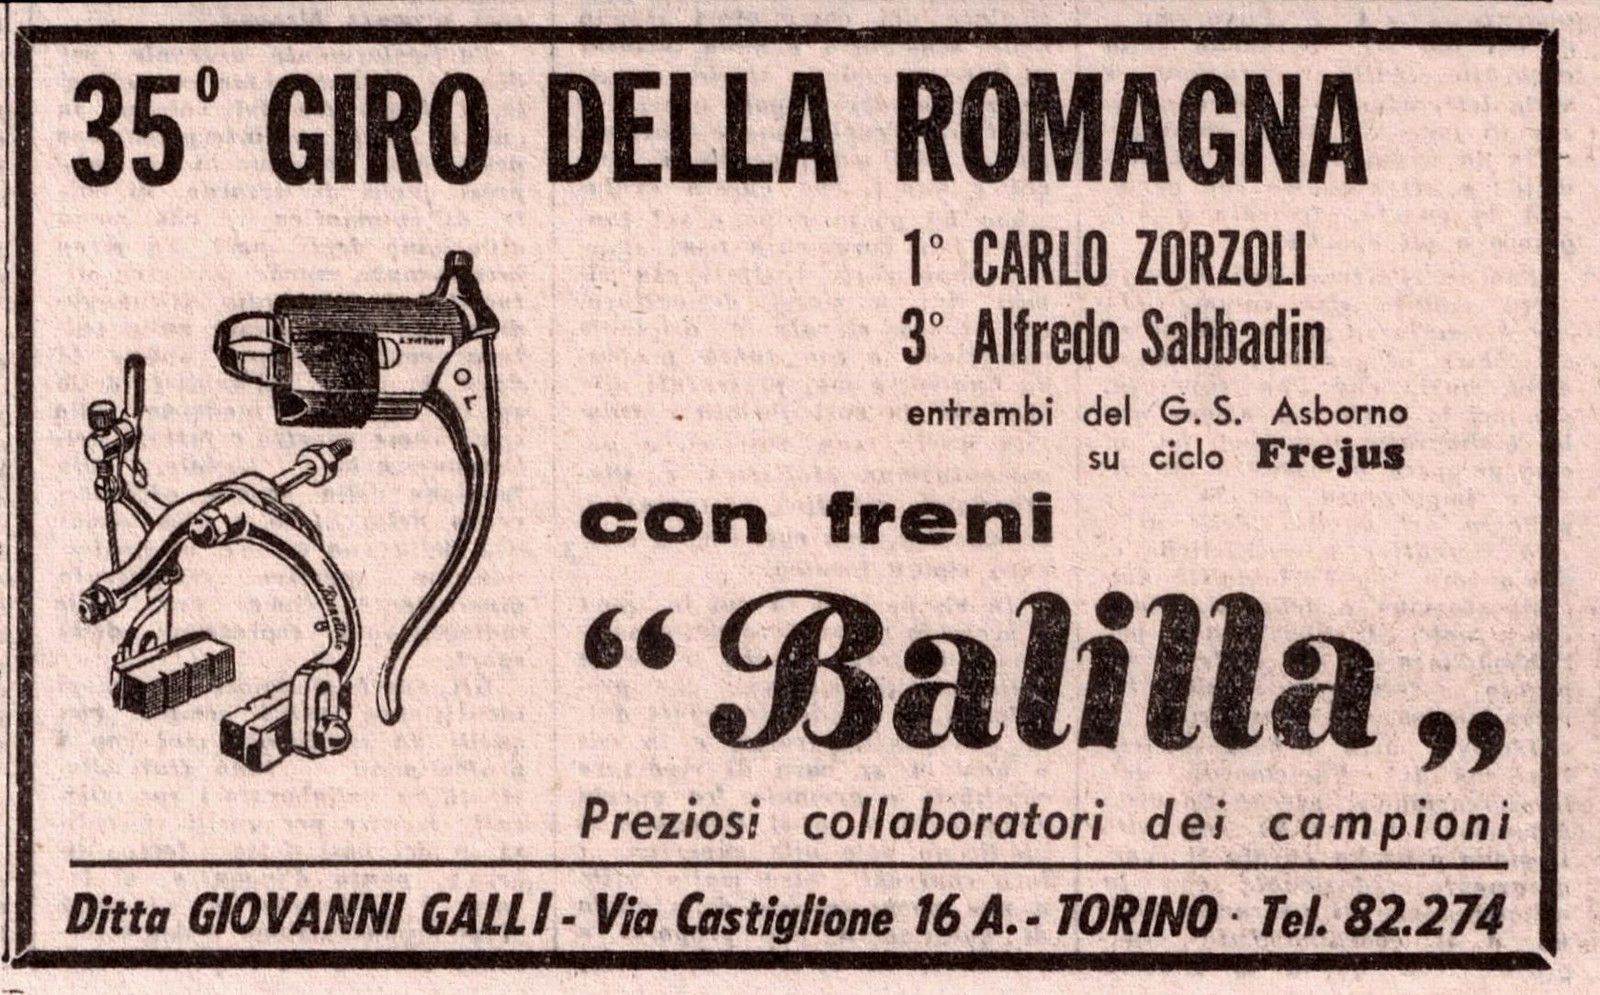 35° GIRO DELLA ROMAGNA
1° CARLO ZORZOLI
3° Alfredo Sabbadin
entrambi del G. S. Asborno
su ciclo Frejus
con freni
“Balilla„
Preziosi collaboratori dei campioni
Ditta GIOVANNI GALLI - Via Castiglione 16 A. - TORINO · Tel. 82.274